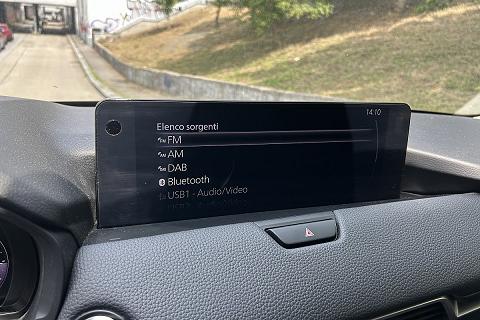 14:10
Elenco sorgenti
FM
AM
DAB
Bluetooth
USB1 - Audio/Video